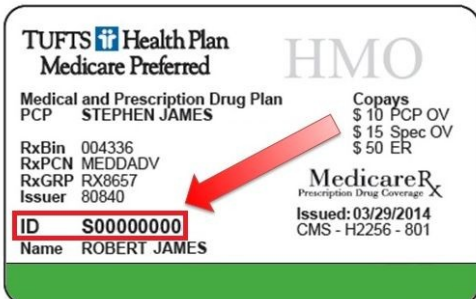 TUFTS Health Plan
Medicare Preferred
HMO
Medical and Prescription Drug Plan
PCP STEPHEN JAMES
Copays
$ 10 PCP OV
$ 15 Spec OV
$ 50 ER
RxBin 004336
RxPCN MEDDADV
RxGRP RX8657
Issuer 80840
MedicareRx
Prescription Drug Coverage
ID S00000000
Name ROBERT JAMES
Issued: 03/29/2014
CMS - H2256 - 801